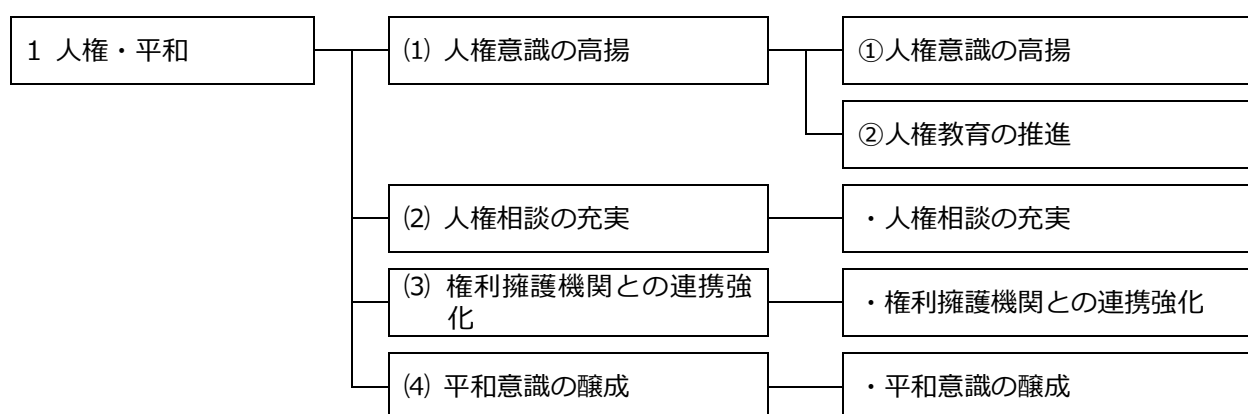 1 人権・平和
⑴ 人権意識の高揚
①人権意識の高揚
②人権教育の推進
⑵ 人権相談の充実
・人権相談の充実
⑶ 権利擁護機関との連携強
化
・権利擁護機関との連携強化
⑷ 平和意識の醸成
・平和意識の醸成